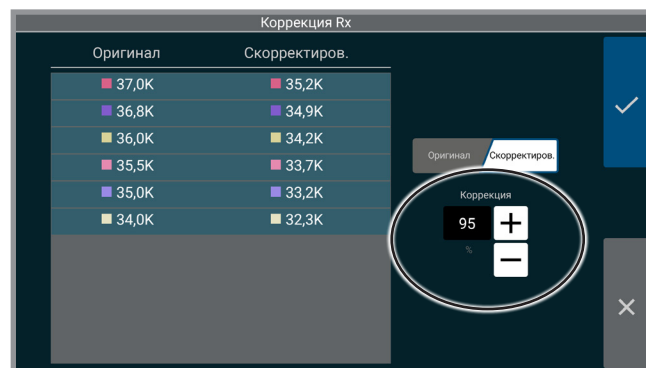 Коррекция Rx
Оригинал Скорректиров.
37,0K 35,2K
36,8K 34,9K
36,0K 34,2K
35,5K 33,7K
35,0K 33,2K
34,0K 32,3K
Оригинал Скорректиров.
Коррекция
95
%